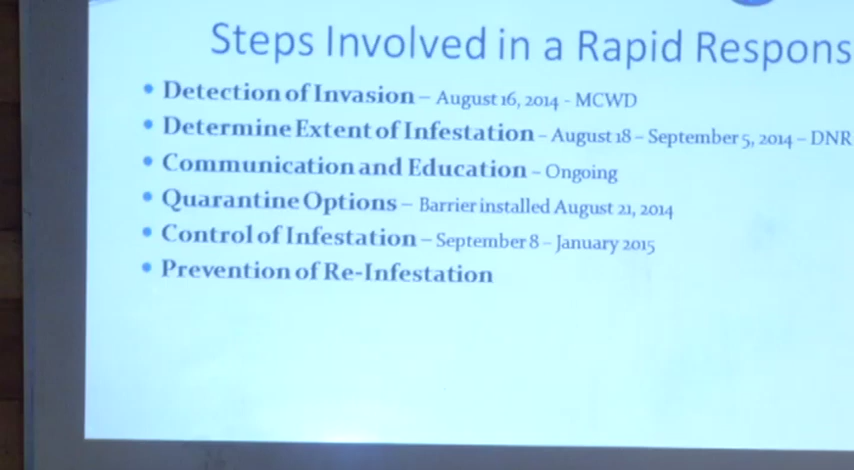 Steps Involved in a Rapid Respons
• Detection of Invasion – August 16, 2014 - MCWD
• Determine Extent of Infestation – August 18 – September 5, 2014 – DNR
• Communication and Education – Ongoing
• Quarantine Options – Barrier installed August 21, 2014
• Control of Infestation – September 8 – January 2015
• Prevention of Re-Infestation